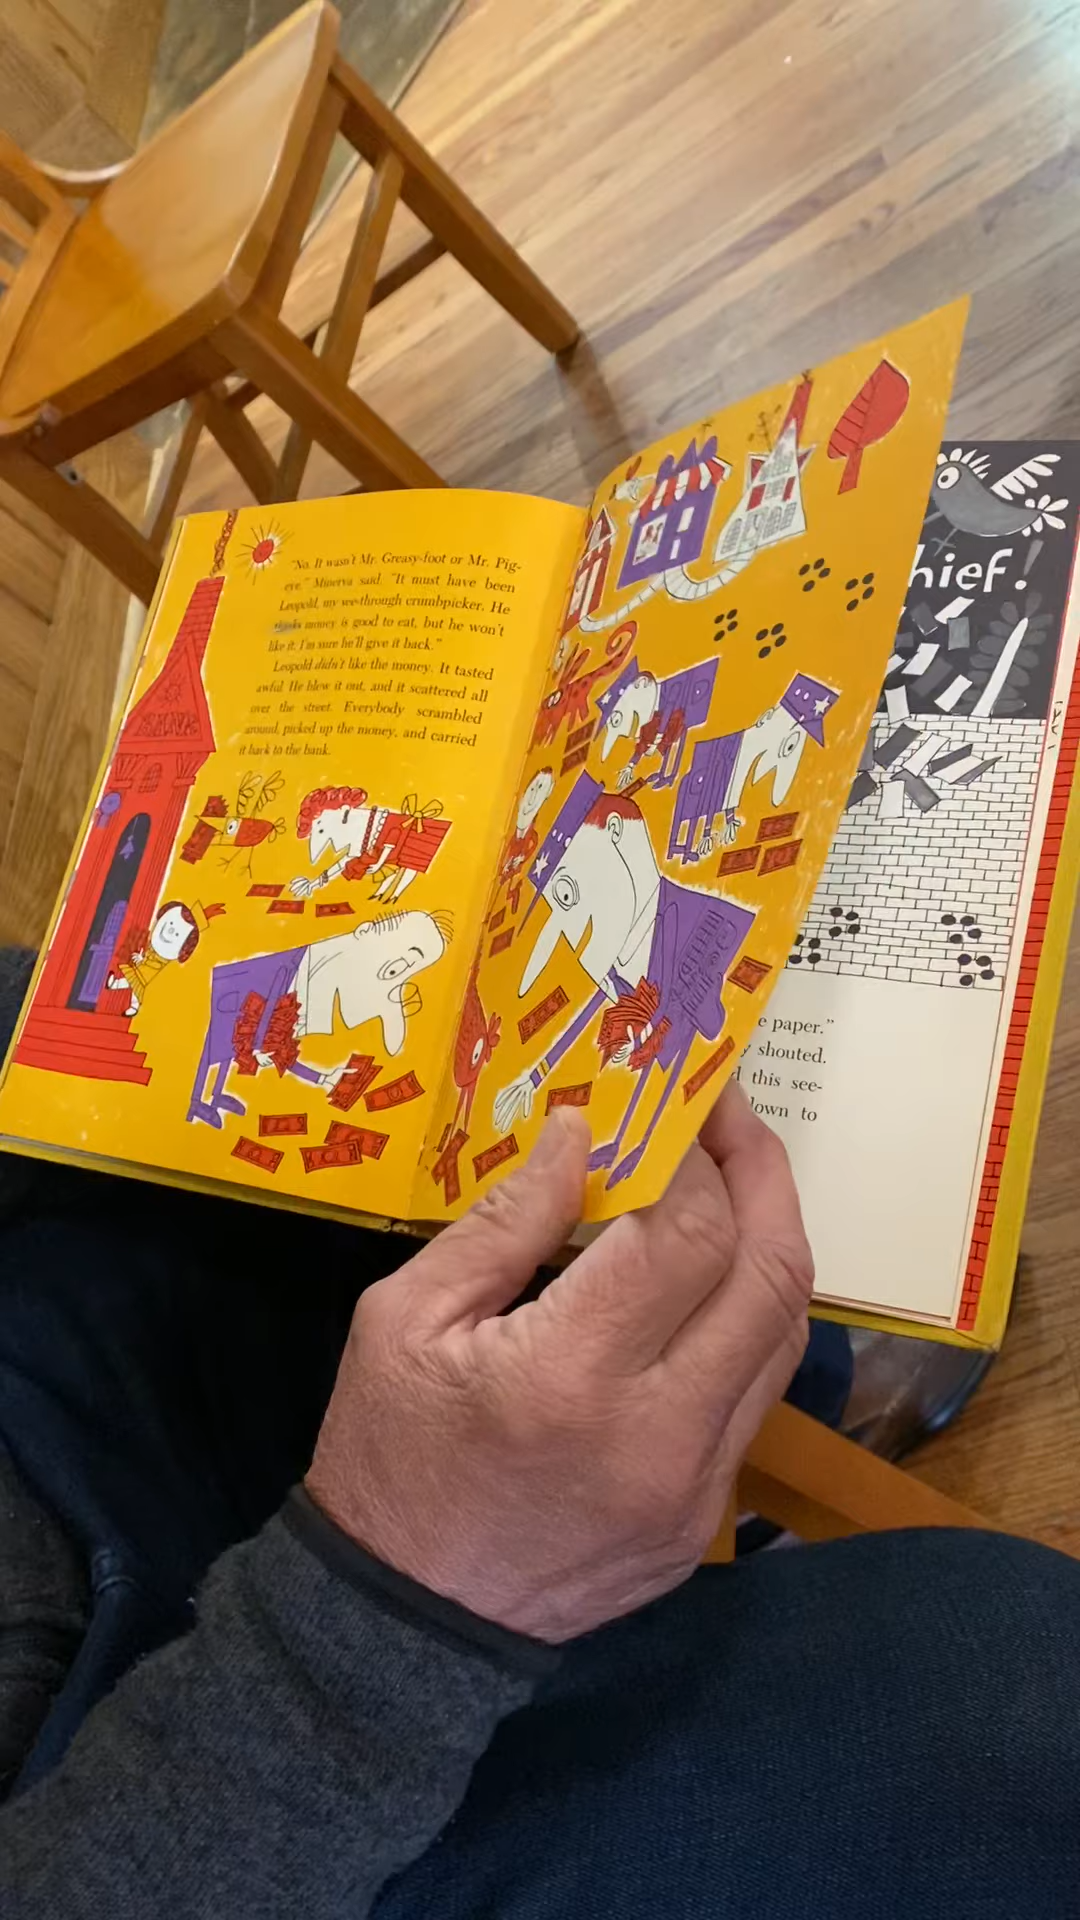 "No. It wasn't Mr. Greasy-foot or Mr. Pig-
eye," Minerva said. "It must have been
Leopold, my see-through crumbpicker. He
thinks money is good to eat, but he won't
like it. I'm sure he'll give it back."
Leopold didn't like the money. It tasted
awful. He blew it out, and it scattered all
over the street. Everybody scrambled
around, picked up the money, and carried
it back to the bank.
BANK
hief!
e paper."
y shouted.
d this see-
down to